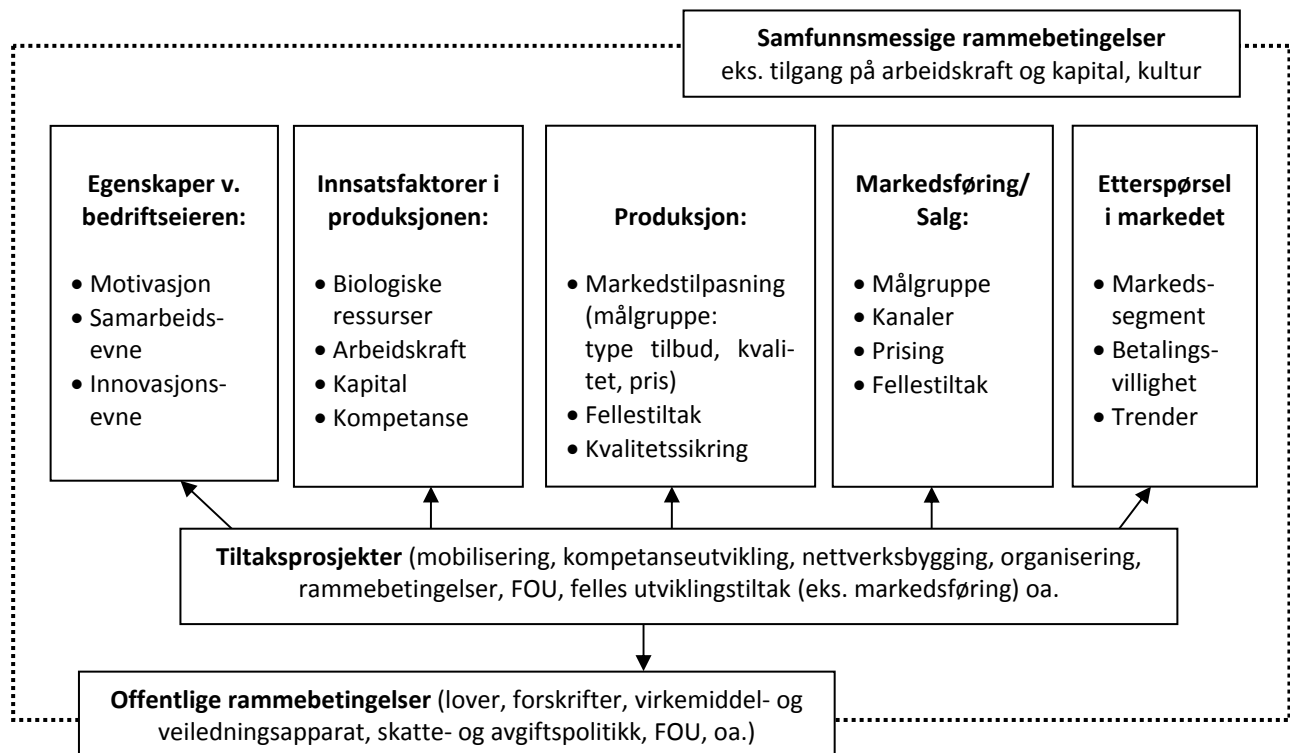 Samfunnsmessige rammebetingelser
eks. tilgang på arbeidskraft og kapital, kultur
Egenskaper v.
bedriftseieren:
• Motivasjon
• Samarbeids-
evne
• Innovasjons-
evne
Innsatsfaktorer i
produksjonen:
• Biologiske
ressurser
• Arbeidskraft
• Kapital
• Kompetanse
Produksjon:
• Markedstilpasning
(målgruppe:
type tilbud, kvali-
tet, pris)
• Fellestiltak
• Kvalitetssikring
Markedsføring/
Salg:
• Målgruppe
• Kanaler
• Prising
• Fellestiltak
Etterspørsel
i markedet
• Markeds-
segment
• Betalings-
villighet
• Trender
Tiltaksprosjekter (mobilisering, kompetanseutvikling, nettverksbygging, organisering,
rammebetingelser, FOU, felles utviklingstiltak (eks. markedsføring) oa.
Offentlige rammebetingelser (lover, forskrifter, virkemiddel- og
veiledningsapparat, skatte- og avgiftspolitikk, FOU, oa.)